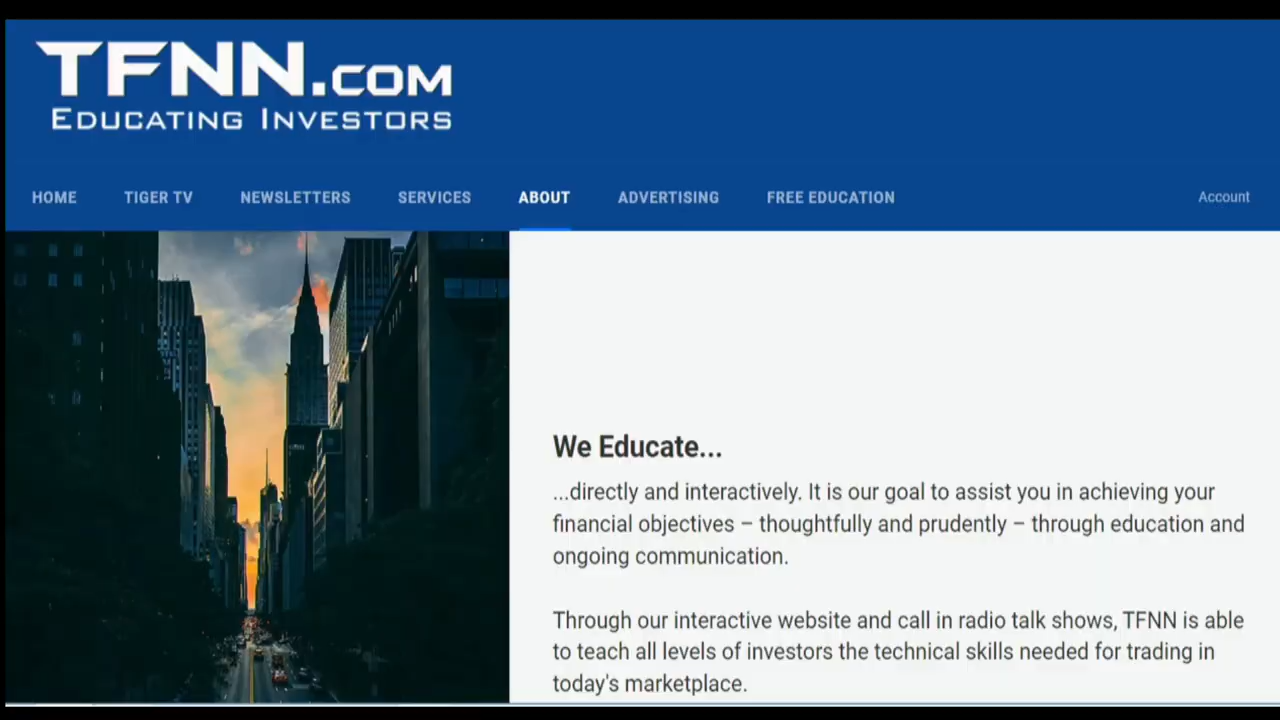 TFNN.COM
EDUCATING INVESTORS
HOME TIGER TV NEWSLETTERS SERVICES ABOUT ADVERTISING FREE EDUCATION Account
We Educate...
...directly and interactively. It is our goal to assist you in achieving your
financial objectives – thoughtfully and prudently – through education and
ongoing communication.
Through our interactive website and call in radio talk shows, TFNN is able
to teach all levels of investors the technical skills needed for trading in
today's marketplace.